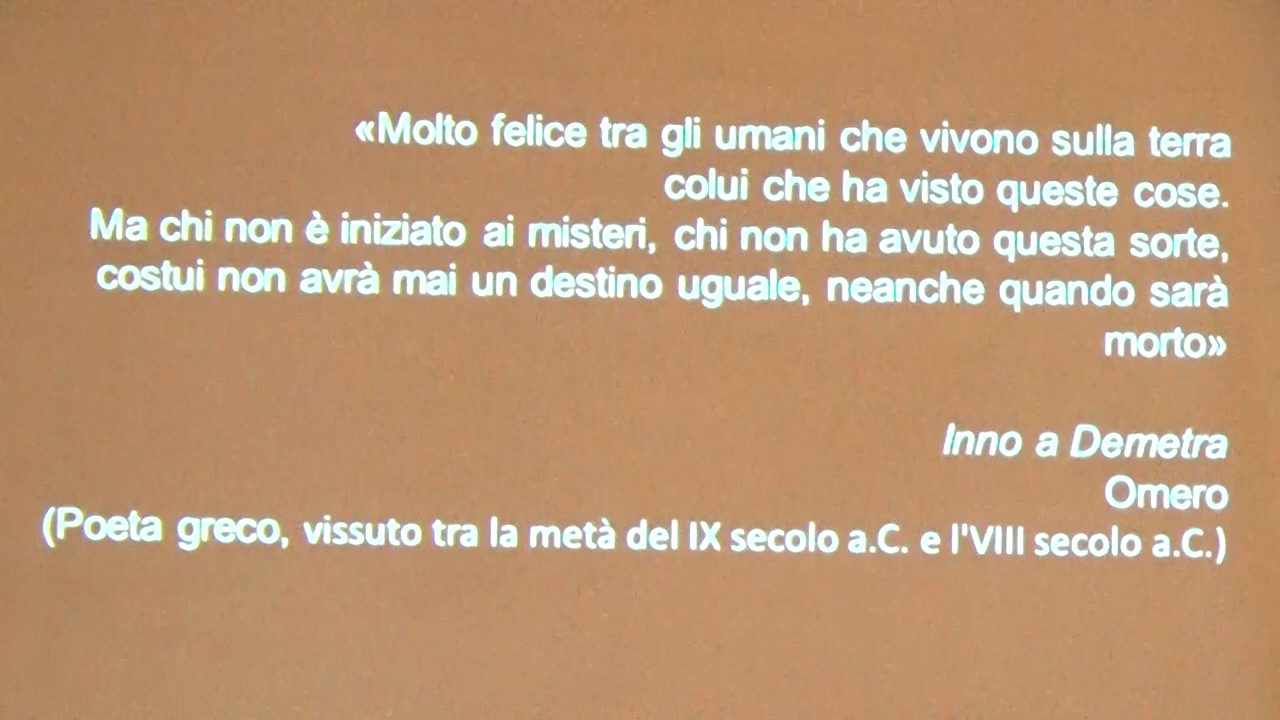 «Molto felice tra gli umani che vivono sulla terra
colui che ha visto queste cose.
Ma chi non è iniziato ai misteri, chi non ha avuto questa sorte,
costui non avrà mai un destino uguale, neanche quando sarà
morto»
Inno a Demetra
Omero
(Poeta greco, vissuto tra la metà del IX secolo a.C. e l'VIII secolo a.C.)